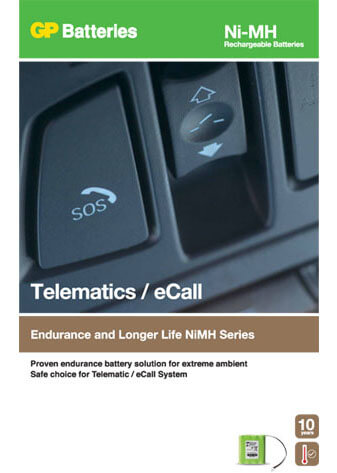 GP Batteries
Ni-MH
Rechargeable Batteries
SOS
Telematics / eCall
Endurance and Longer Life NiMH Series
Proven endurance battery solution for extreme ambient
Safe choice for Telematic / eCall System
10
years